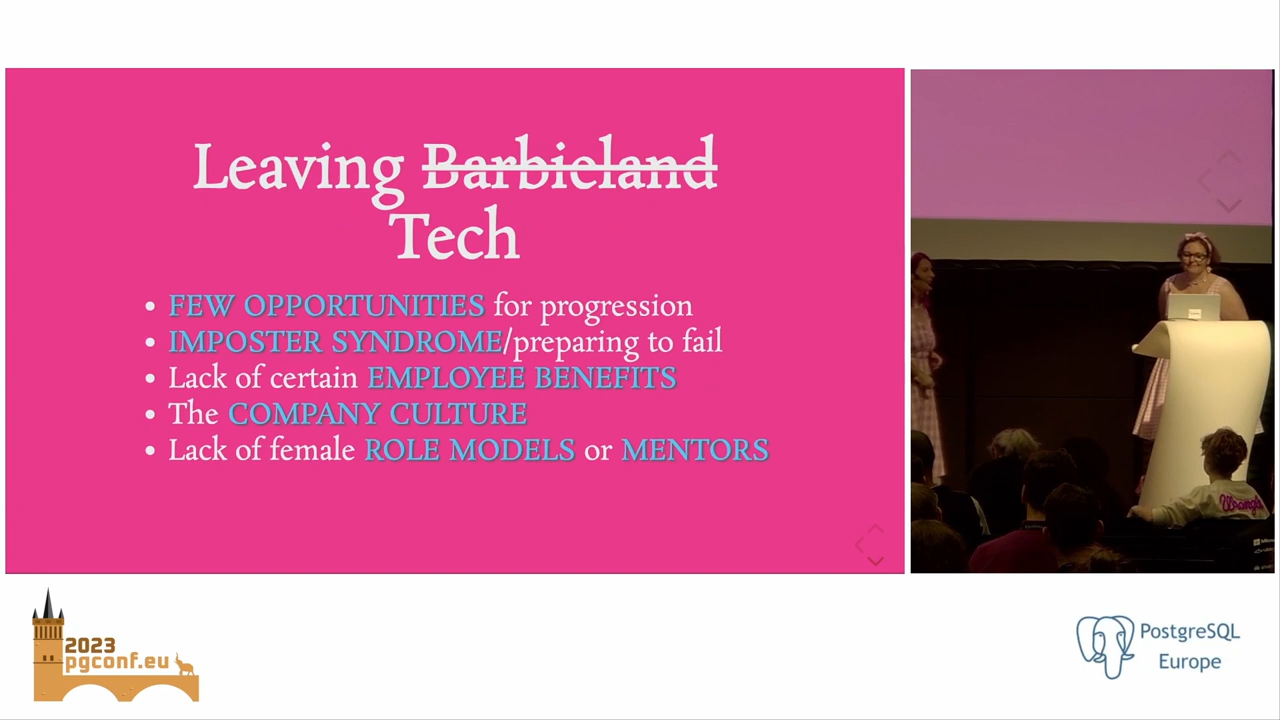 Leaving Barbieland
Tech
• FEW OPPORTUNITIES for progression
• IMPOSTER SYNDROME/preparing to fail
• Lack of certain EMPLOYEE BENEFITS
• The COMPANY CULTURE
• Lack of female ROLE MODELS or MENTORS
Wrangler
2023
pgconf.eu
PostgreSQL
Europe